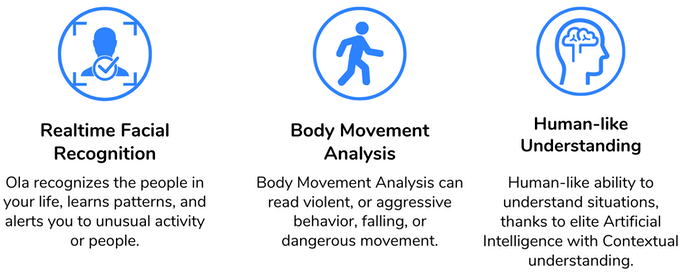 Realtime Facial
Recognition
Ola recognizes the people in
your life, learns patterns, and
alerts you to unusual activity
or people.
Body Movement
Analysis
Body Movement Analysis can
read violent, or aggressive
behavior, falling, or
dangerous movement.
Human-like
Understanding
Human-like ability to
understand situations,
thanks to elite Artificial
Intelligence with Contextual
understanding.